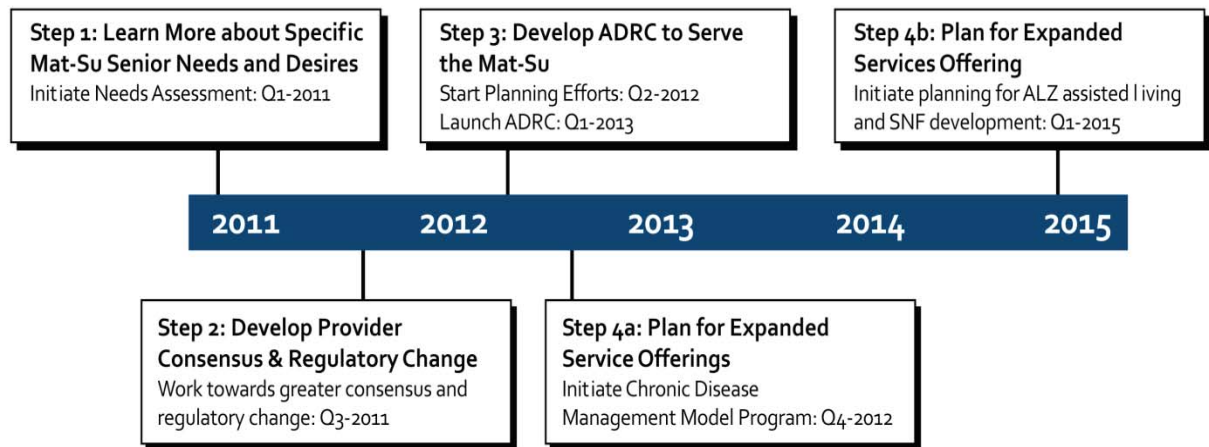 Step 1: Learn More about Specific
Mat-Su Senior Needs and Desires
Initiate Needs Assessment: Q1-2011
Step 3: Develop ADRC to Serve
the Mat-Su
Start Planning Efforts: Q2-2012
Launch ADRC: Q1-2013
Step 4b: Plan for Expanded
Services Offering
Initiate planning for ALZ assisted living
and SNF development: Q1-2015
2011 2012 2013 2014 2015
Step 2: Develop Provider
Consensus & Regulatory Change
Work towards greater consensus and
regulatory change: Q3-2011
Step 4a: Plan for Expanded
Service Offerings
Initiate Chronic Disease
Management Model Program: Q4-2012